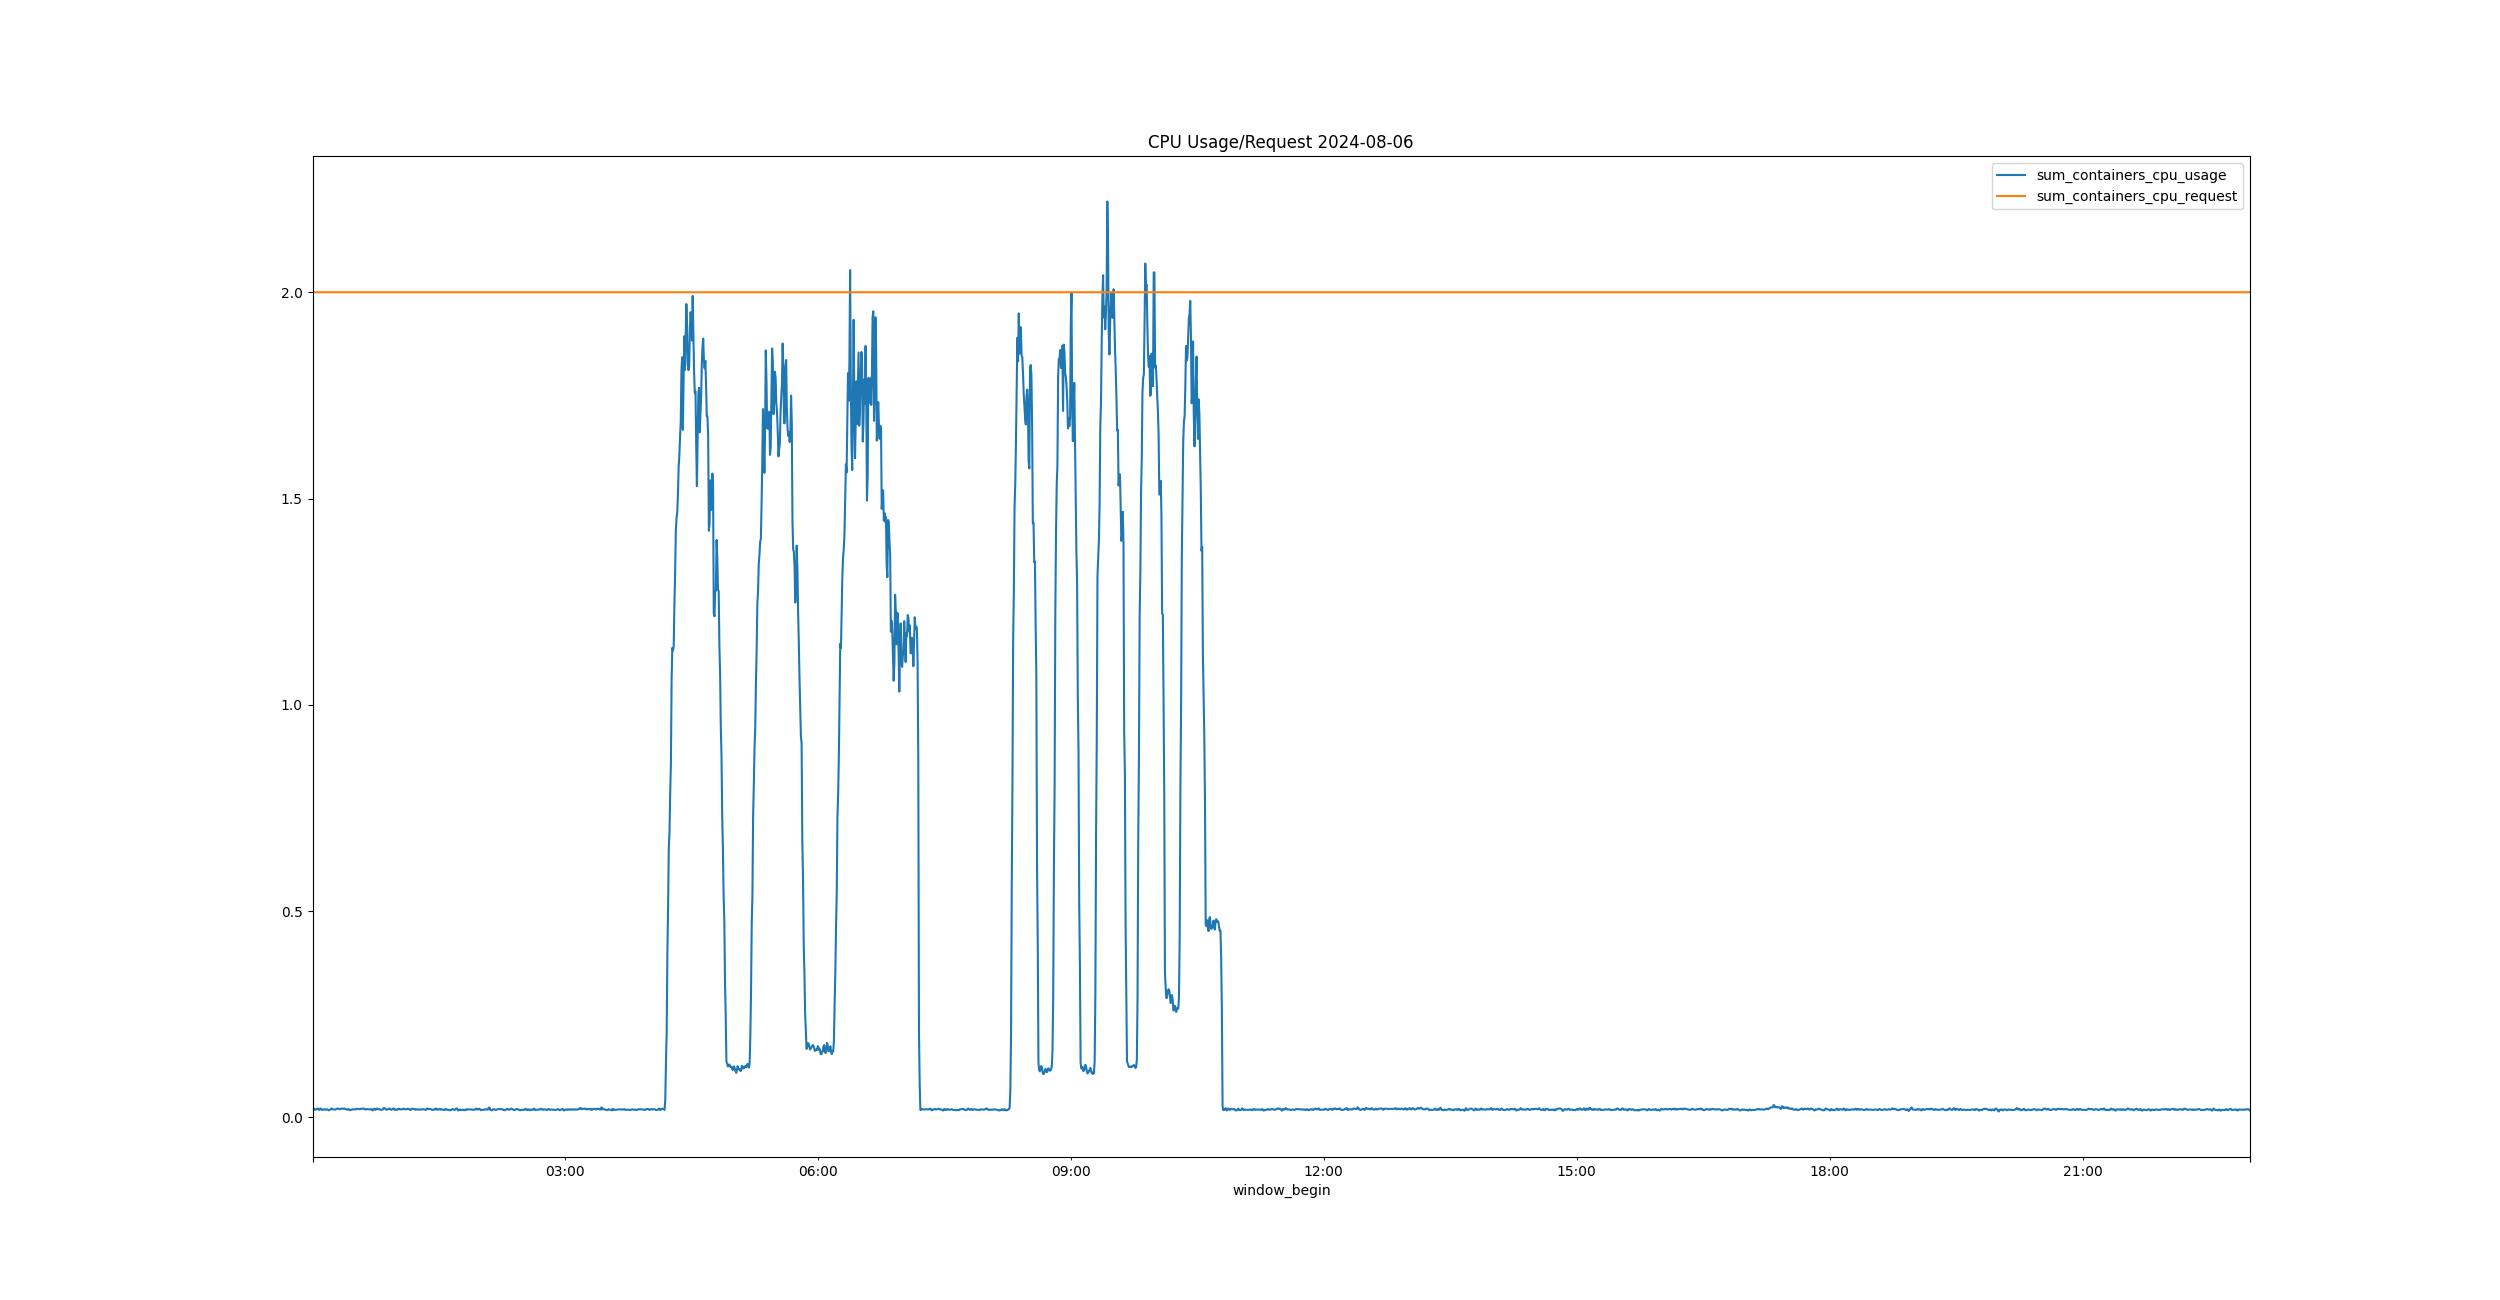 CPU Usage/Request 2024-08-06
sum_containers_cpu_usage
sum_containers_cpu_request
2.0
1.5
1.0
0.5
0.0
03:00 06:00 09:00 12:00 15:00 18:00 21:00
window_begin